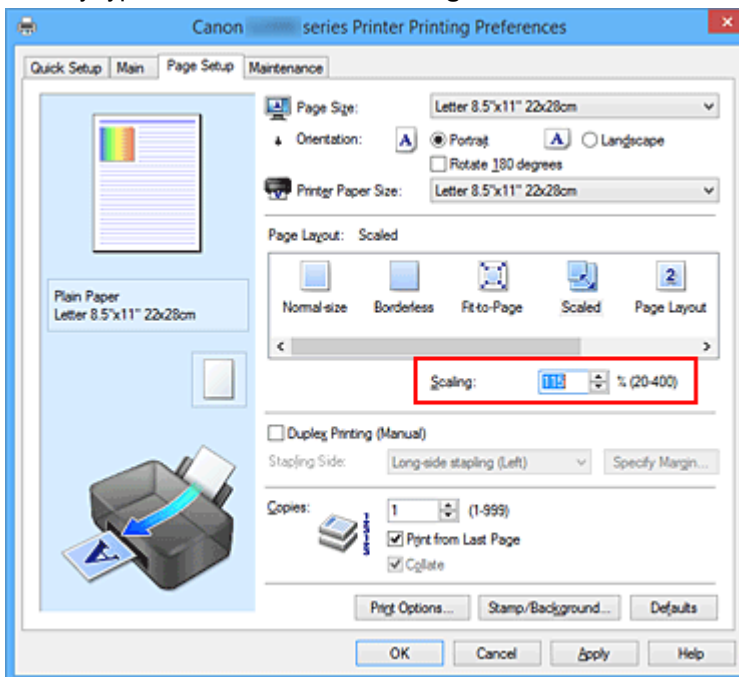 Canon series Printer Printing Preferences
Quick Setup Main Page Setup Maintenance
Page Size: Letter 8.5"x11" 22x28cm
Orientation: A Portrait A Landscape
Rotate 180 degrees
Printer Paper Size: Letter 8.5"x11" 22x28cm
Page Layout: Scaled
Plain Paper
Letter 8.5"x11" 22x28cm
2
Normal-size Borderless Fit-to-Page Scaled Page Layout
Scaling: 115 % (20-400)
Duplex Printing (Manual)
Stapling Side: Long-side stapling (Left) Specify Margin...
Copies: 1 (1-999)
Print from Last Page
Collate
A
Print Options... Stamp/Background... Defaults
OK Cancel Apply Help